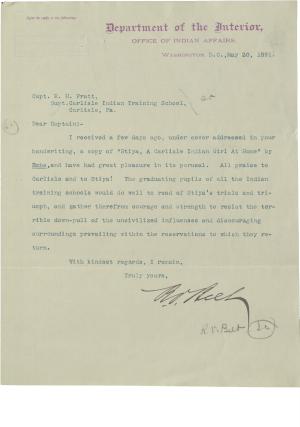 Department of the Interior,
OFFICE OF INDIAN AFFAIRS,
WASHINGTON D.C., May 20, 1891.
Capt. R. H. Pratt,
Supt. Carlisle Indian Training School,
Carlisle, Pa.
Dear Captain:-
I received a few days ago, under cover addressed in your
handwriting, a copy of "Stiya, A Carlisle Indian Girl At Home" by
and have had great pleasure in its perusal. All praise to
Carlisle and to Stiya! The graduating pupils of all the Indian
training schools would do well to read of Stiya's trials and tri-
umph, and gather therefrom courage and strength to resist the ter-
rible down-pull of the uncivilized influences and discouraging
surroundings prevailing within the reservations to which they re-
turn.
With kindest regards, I remain,
Truly yours,
R. V. Belt
R V Belt